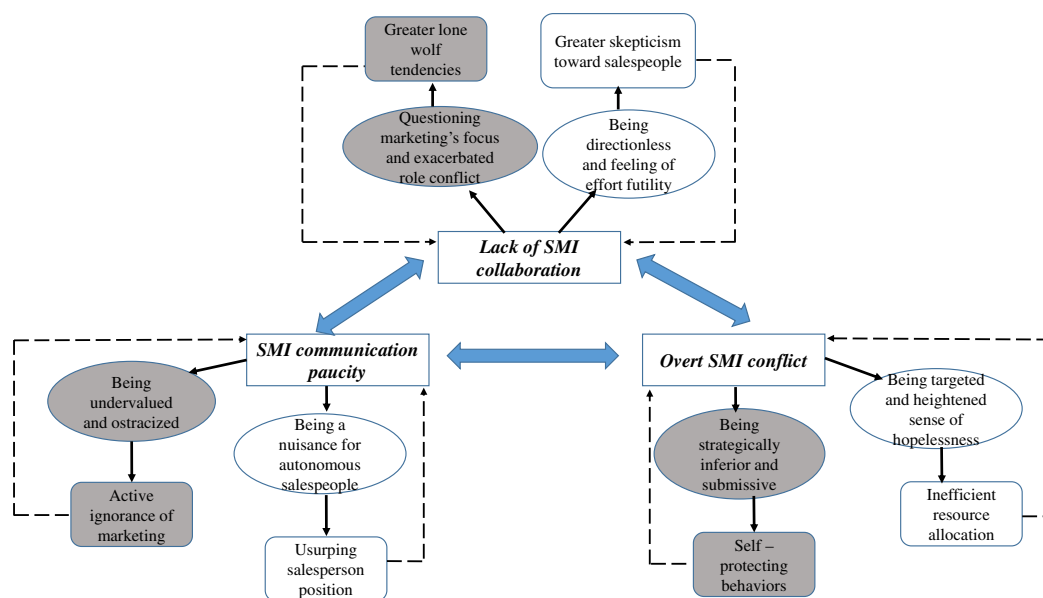 Greater lone
wolf
tendencies
Greater skepticism
toward salespeople
Questioning
marketing's focus
and exacerbated
role conflict
Being
directionless
and feeling of
effort futility
Lack of SMI
collaboration
SMI communication
paucity
Overt SMI conflict
Being
undervalued
and ostracized
Being a
nuisance for
autonomous
salespeople
Being
strategically
inferior and
submissive
Being targeted
and heightened
sense of
hopelessness
Active
ignorance of
marketing
Usurping
salesperson
position
Self –
protecting
behaviors
Inefficient
resource
allocation